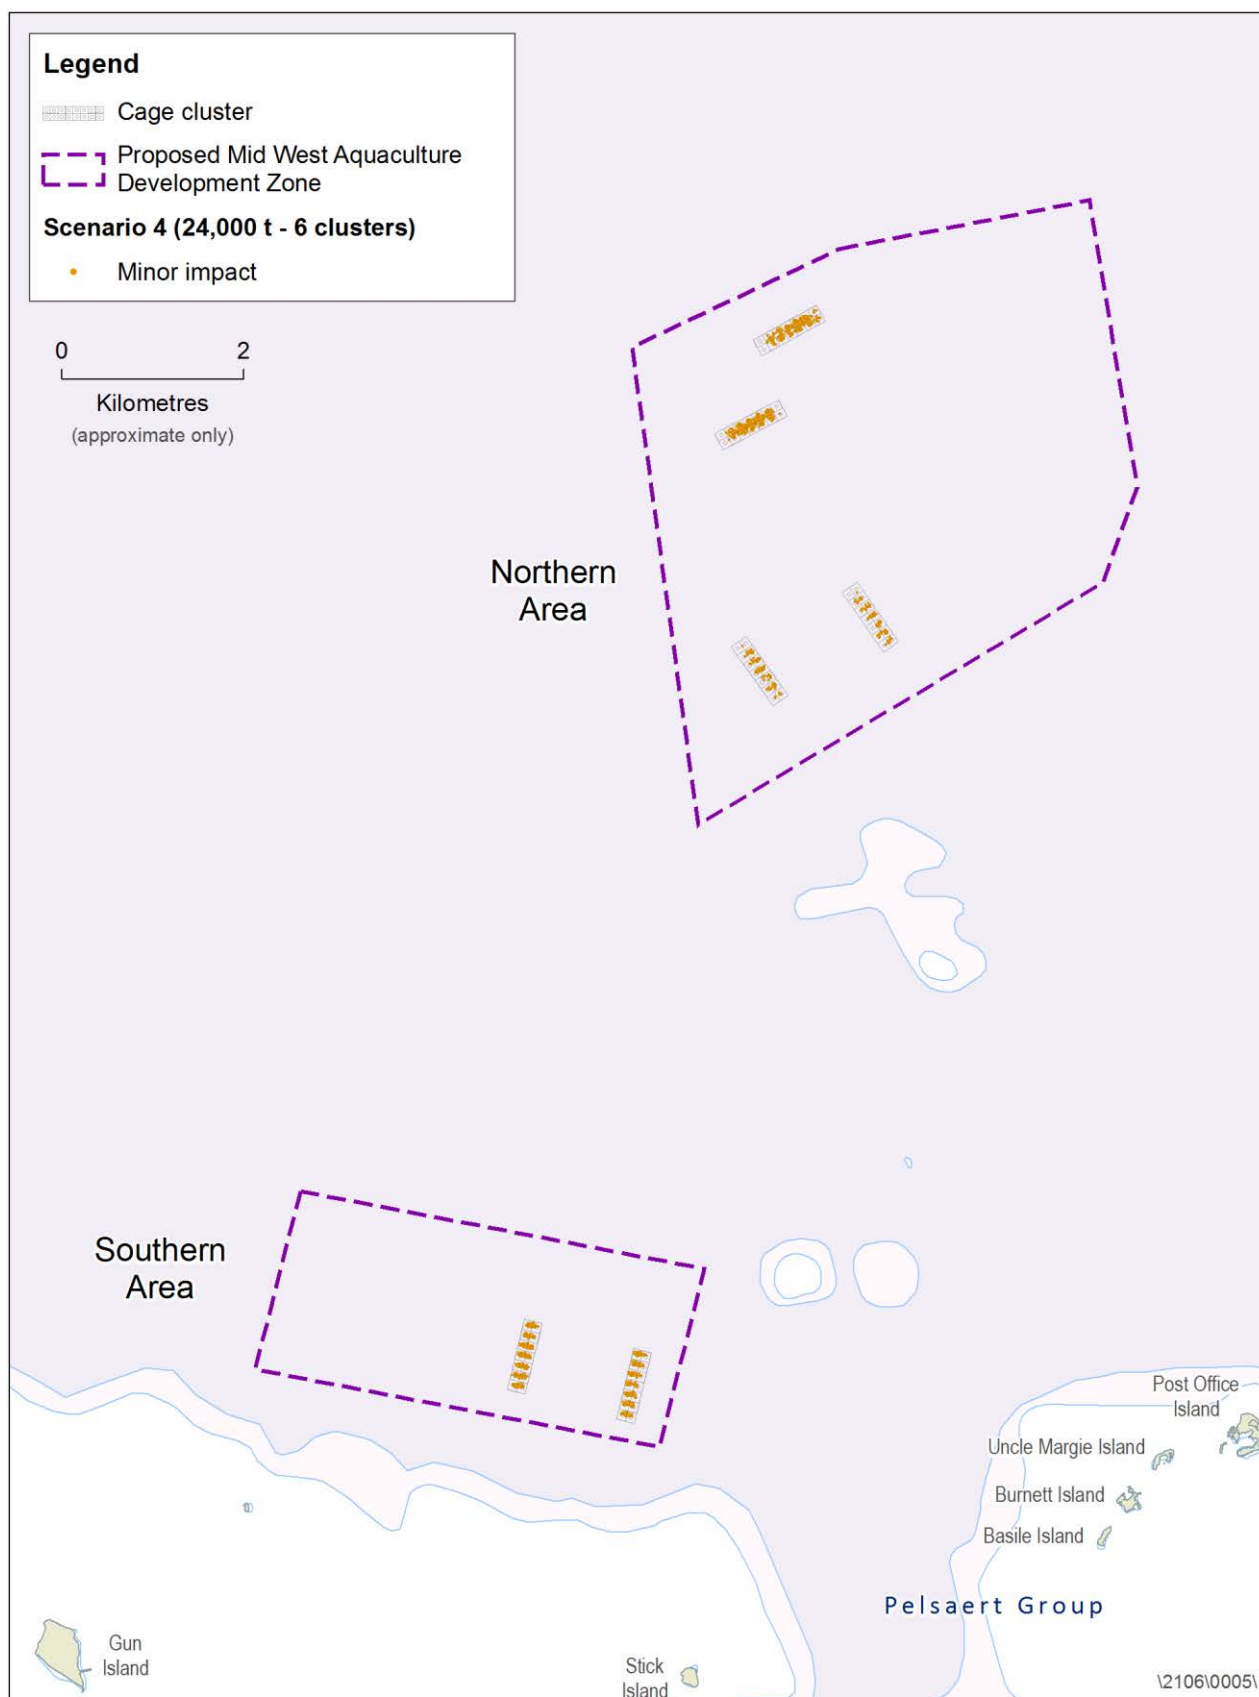 Legend
Cage cluster
Proposed Mid West Aquaculture
Development Zone
Scenario 4 (24,000 t - 6 clusters)
Minor impact
0 2
Kilometres
(approximate only)
Northern
Area
Southern
Area
Post Office
Island
Uncle Margie Island
Burnett Island
Basile Island
Pelsaert Group
Gun
Island
Stick
Island
\2106\0005\